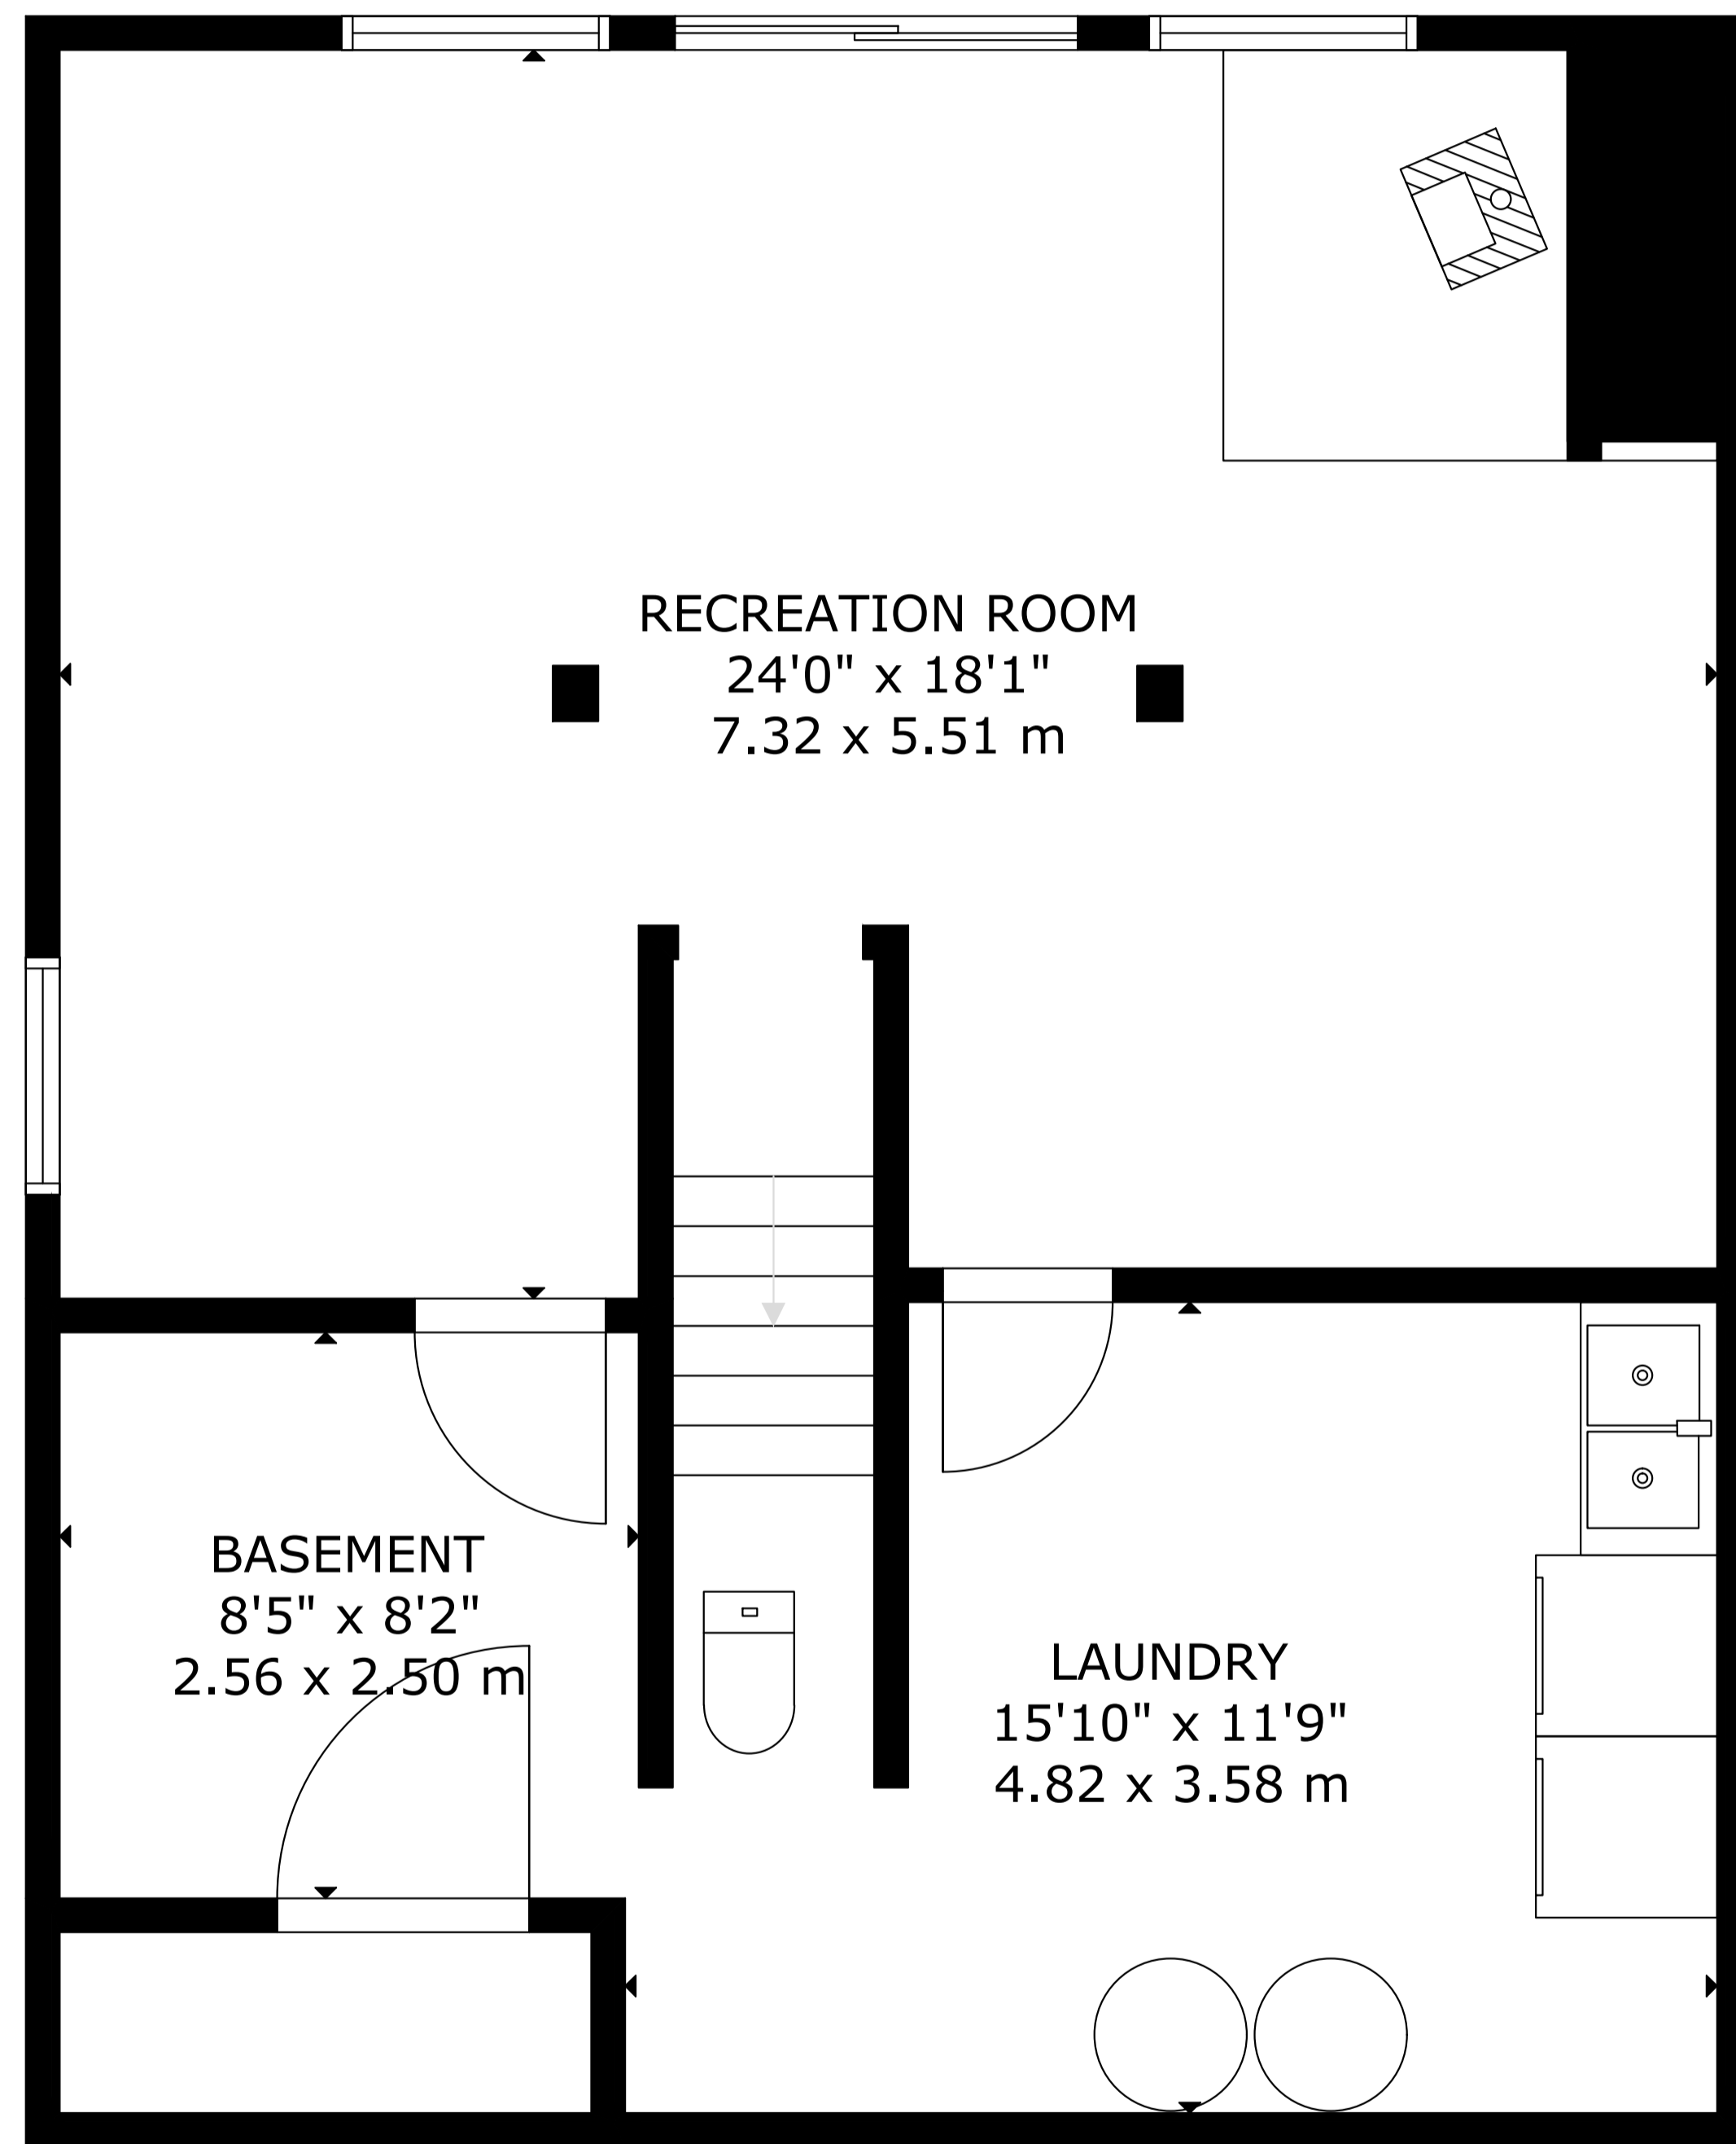 RECREATION ROOM
24'0" x 18'1"
7.32 x 5.51 m
BASEMENT
8'5" x 8'2"
2.56 x 2.50 m
LAUNDRY
15'10" x 11'9"
4.82 x 3.58 m